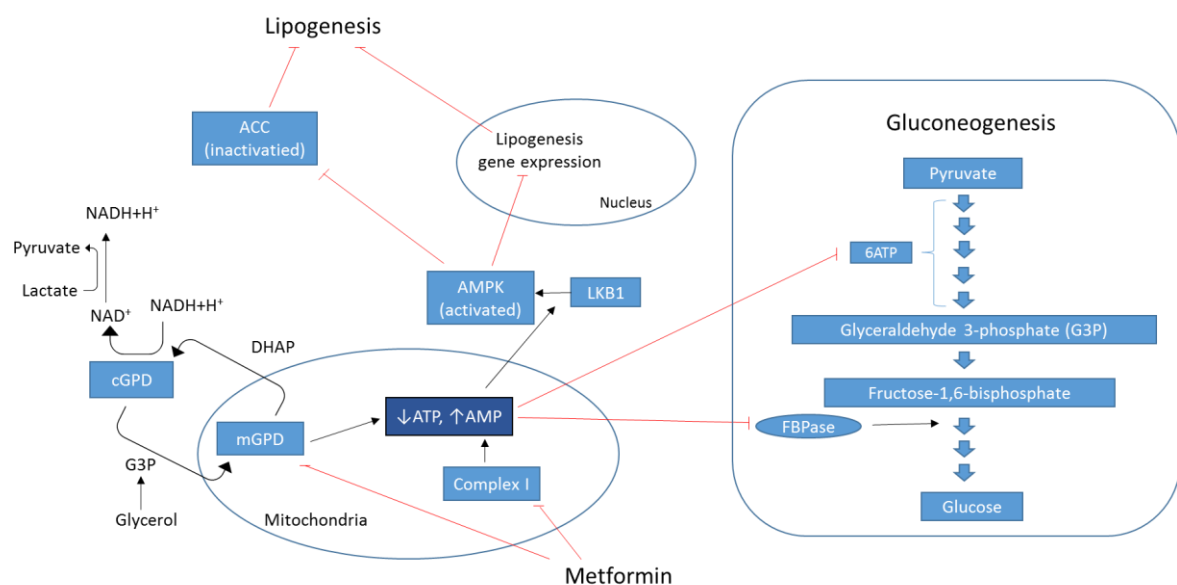 Lipogenesis
ACC
(inactivatied)
Lipogenesis
gene expression
Nucleus
Gluconeogenesis
Pyruvate
6ATP
Glyceraldehyde 3-phosphate (G3P)
Fructose-1,6-bisphosphate
FBPase
Glucose
NADH+H⁺
Pyruvate
Lactate
NAD⁺
NADH+H⁺
AMPK
(activated)
LKB1
DHAP
cGPD
↓ATP, ↑AMP
mGPD
G3P
Complex I
Glycerol
Mitochondria
Metformin